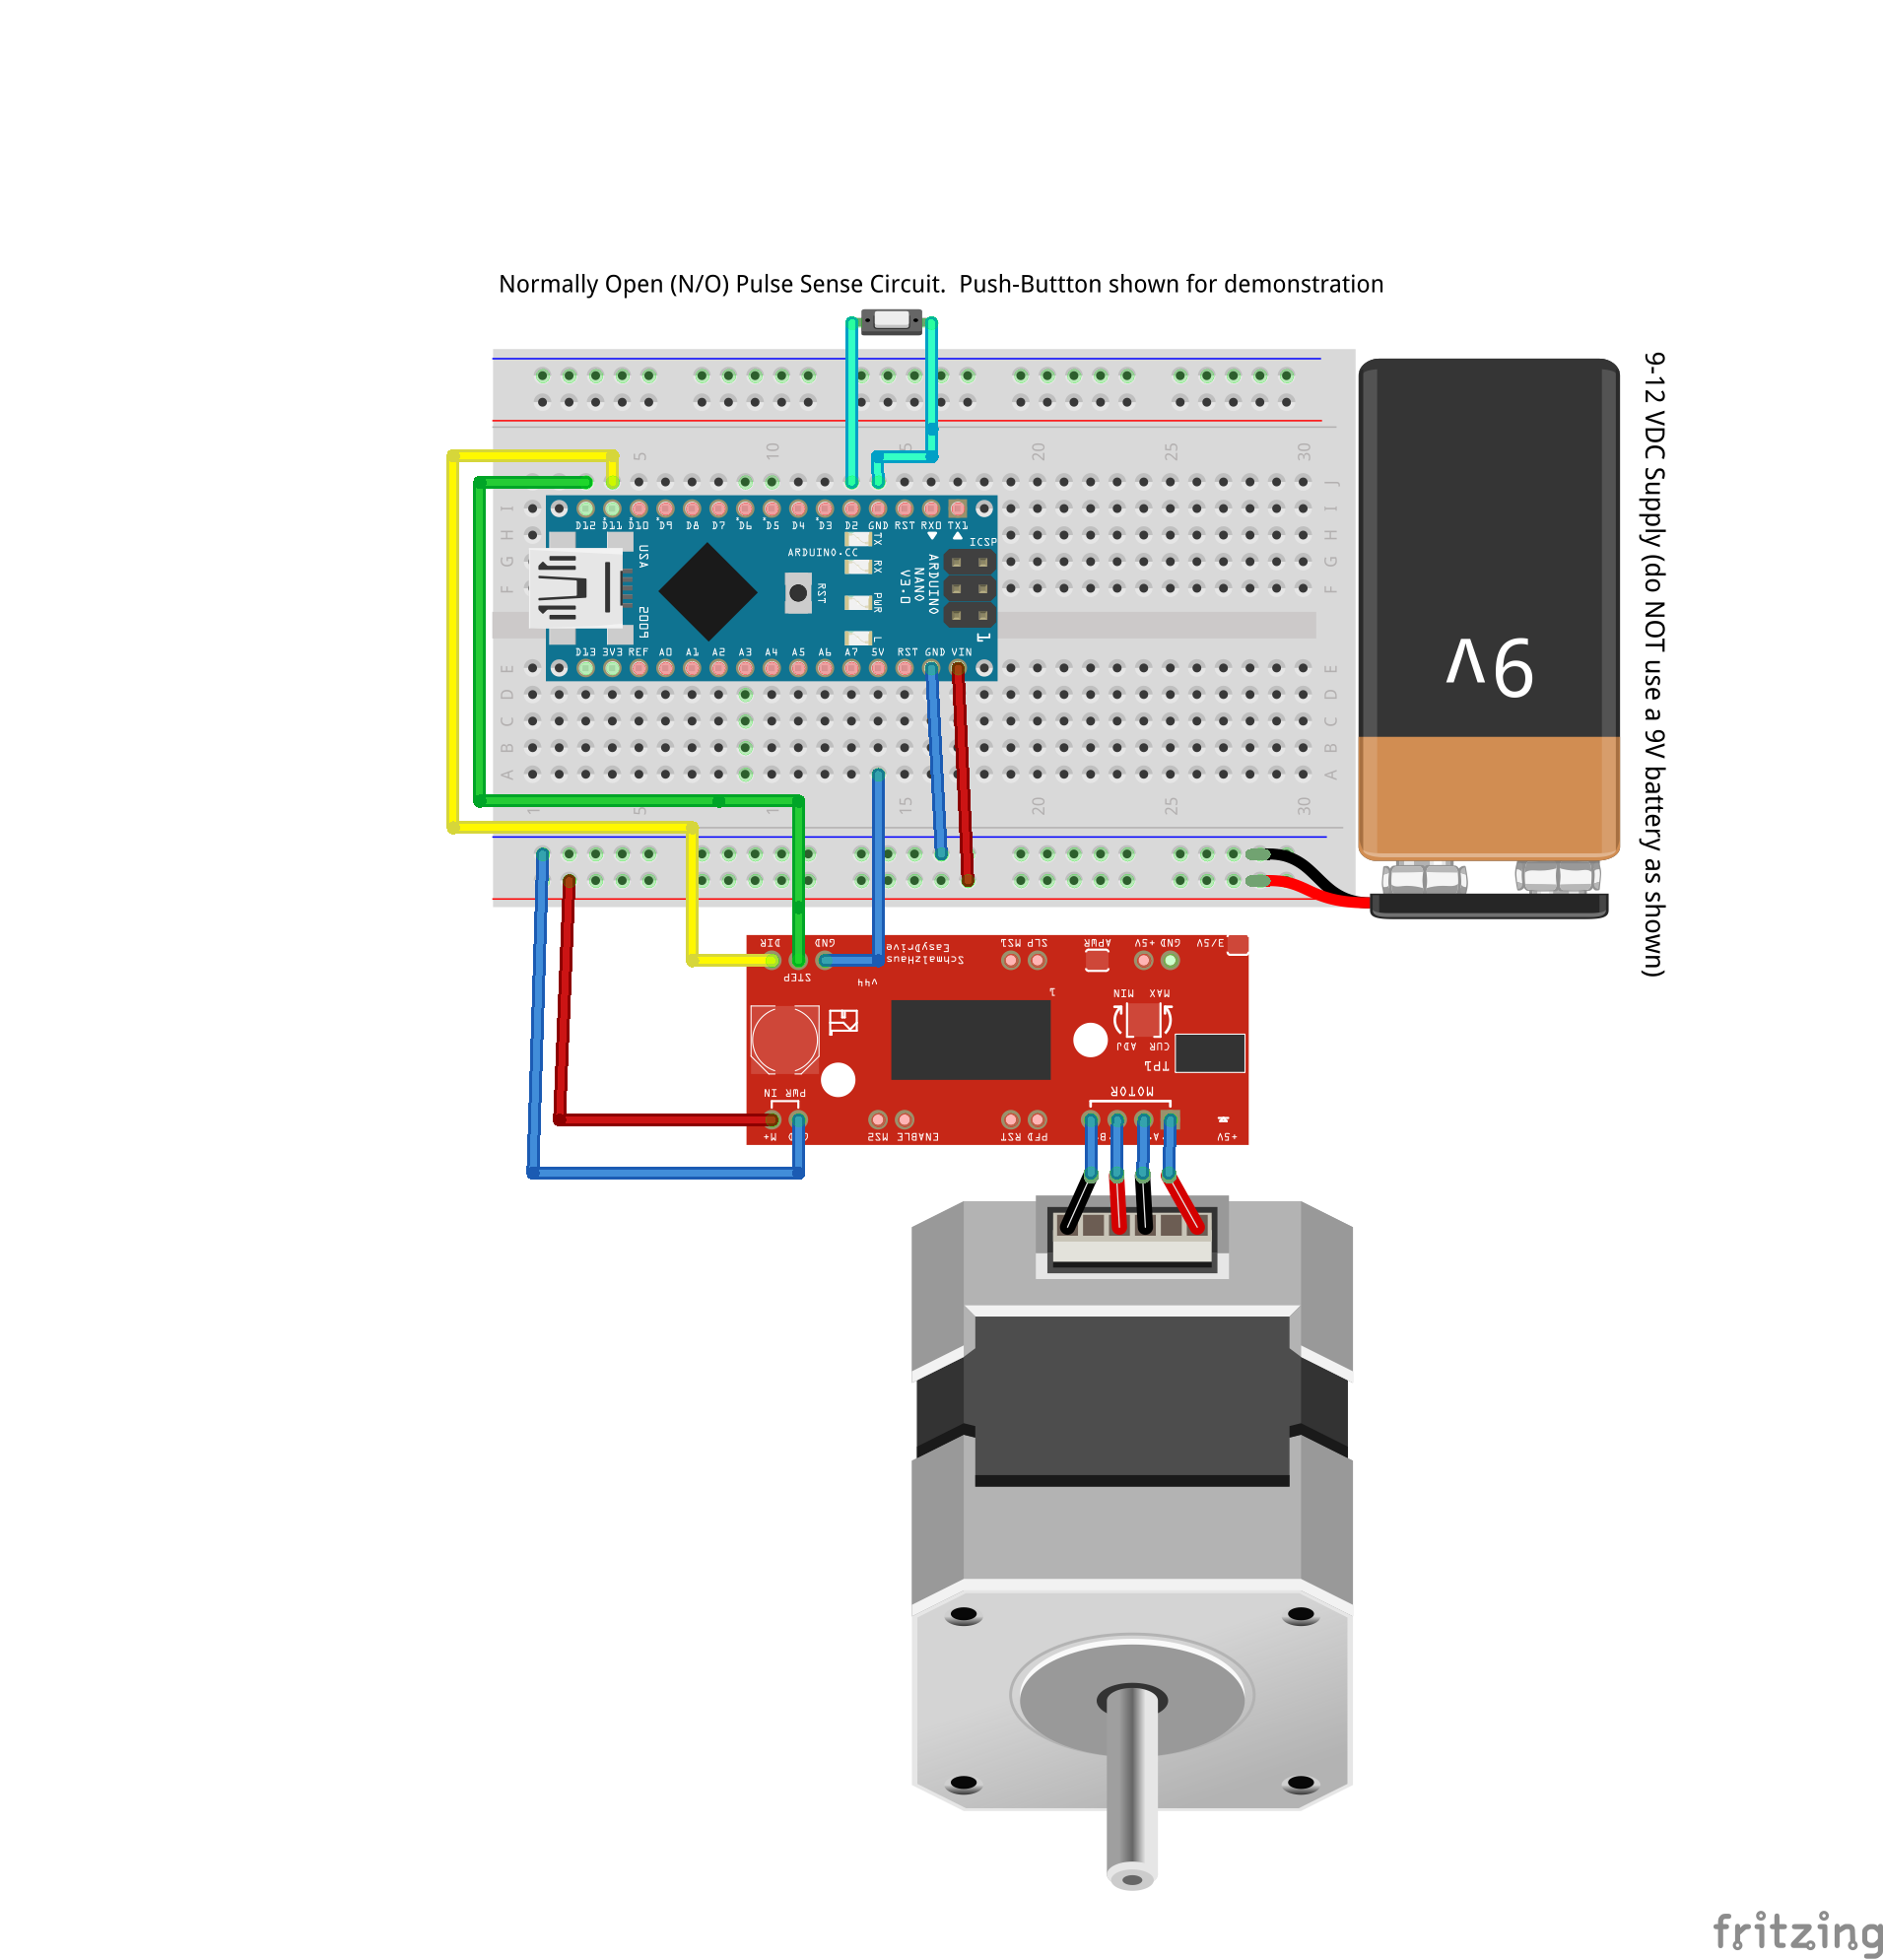 Normally Open (N/O) Pulse Sense Circuit.  Push-Buttton shown for demonstration
9-12 VDC Supply (do NOT use a 9V battery as shown)
5 10 20 25 30
J
I
H
G
F
D12 D11 D10 D9 D8 D7 D6 D5 D4 D3 D2 GND RST RX0 TX1
ICSP
ARDUINO.CC
TX
RX
PWR
L
RST
USA
2009
ARDUINO
NANO
V3.0
1
D13 3V3 REF A0 A1 A2 A3 A4 A5 A6 A7 5V RST GND VIN
E
D
C
B
A
15 20 25 30
9V
DIR
STEP
GND
SchmalzHaus
EasyDriver
v44
MS1 SLP
APWR
+5V GND
3/5V
1
MIN MAX
CUR ADJ
TP1
PWR IN
M+
MS2 ENABLE
RST PFD
MOTOR
+5V
fritzing